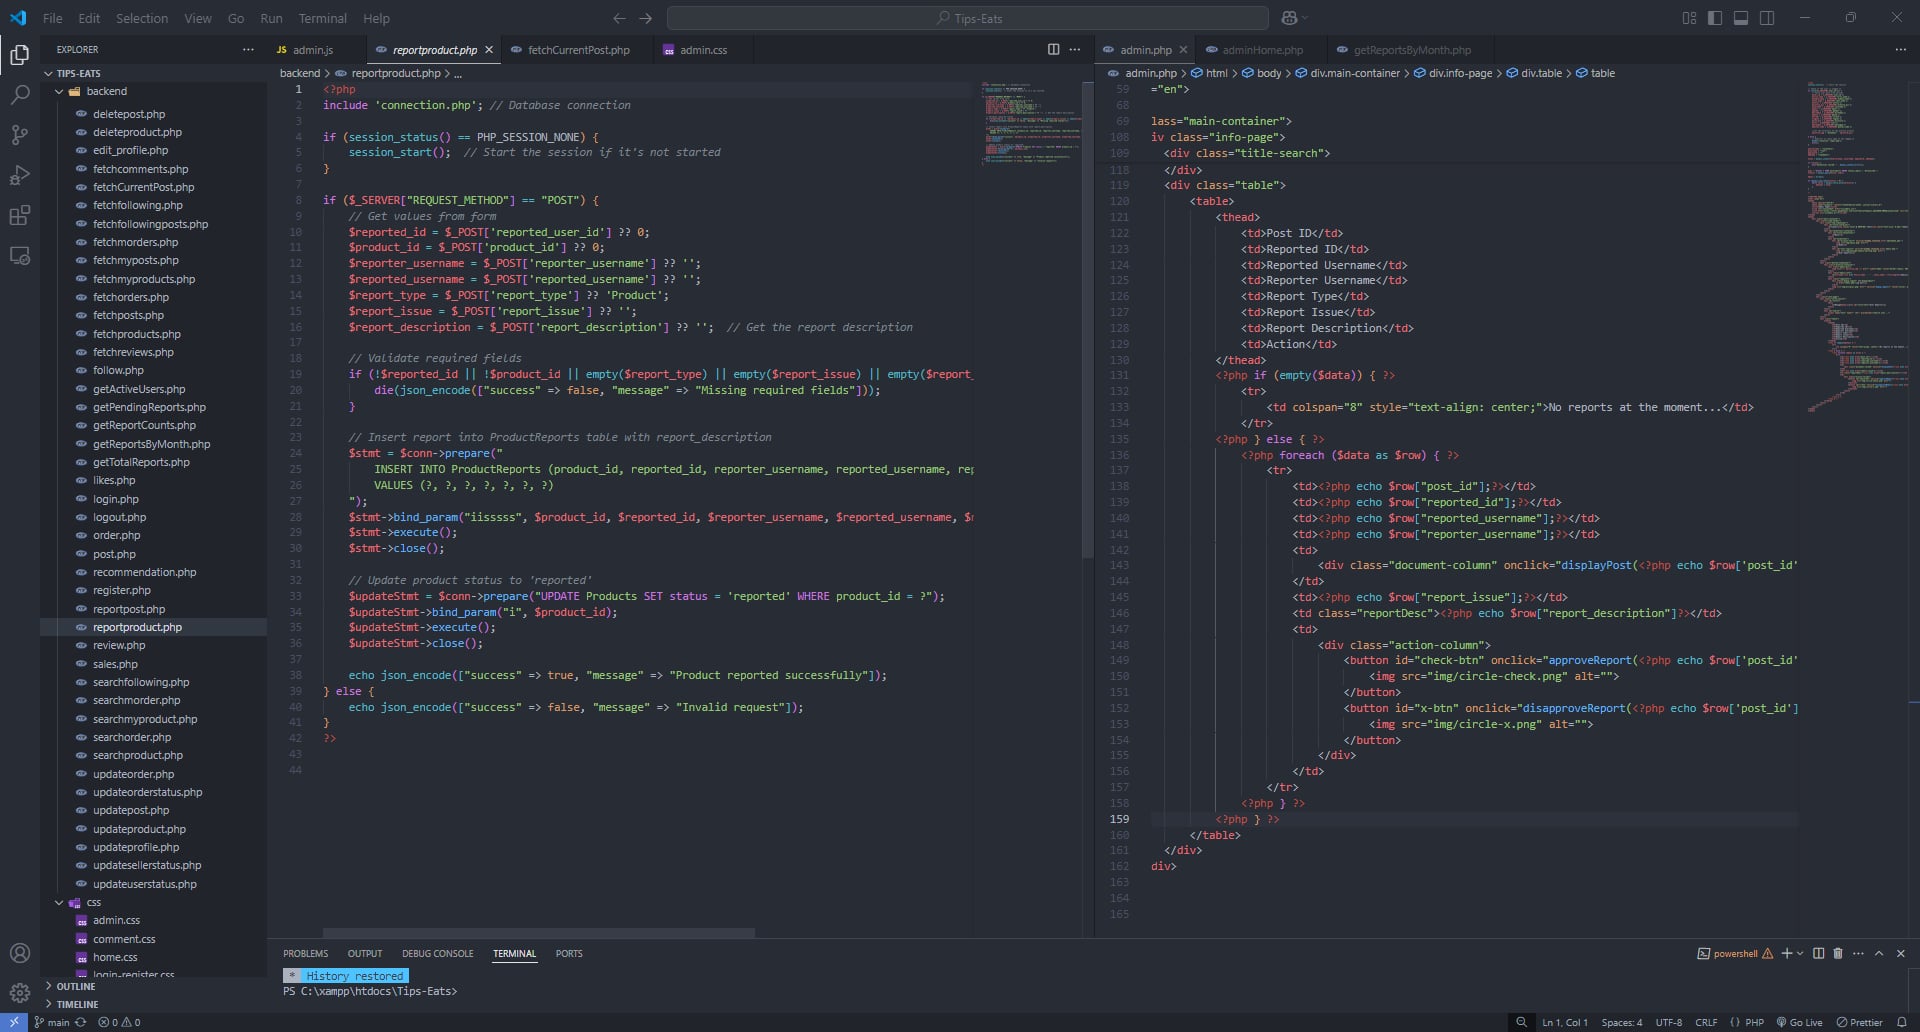 File Edit Selection View Go Run Terminal Help
Tips-Eats
EXPLORER
TIPS-EATS
backend
deletepost.php
deleteproduct.php
edit_profile.php
fetchcomments.php
fetchCurrentPost.php
fetchfollowing.php
fetchfollowingposts.php
fetchmorders.php
fetchmyposts.php
fetchmyproducts.php
fetchorders.php
fetchposts.php
fetchproducts.php
fetchreviews.php
follow.php
getActiveUsers.php
getPendingReports.php
getReportCounts.php
getReportsByMonth.php
getTotalReports.php
likes.php
login.php
logout.php
order.php
post.php
recommendation.php
register.php
reportpost.php
reportproduct.php
review.php
sales.php
searchfollowing.php
searchmorder.php
searchmyproduct.php
searchorder.php
searchproduct.php
updateorder.php
updateorderstatus.php
updatepost.php
updateproduct.php
updateprofile.php
updatesellerstatus.php
updateuserstatus.php
css
admin.css
comment.css
home.css
login-register.css
OUTLINE
TIMELINE
JS admin.js reportproduct.php fetchCurrentPost.php admin.css
backend > reportproduct.php > ...
1 <?php
2 include 'connection.php'; // Database connection
3
4 if (session_status() == PHP_SESSION_NONE) {
5 session_start(); // Start the session if it's not started
6 }
7
8 if ($_SERVER["REQUEST_METHOD"] == "POST") {
9 // Get values from form
10 $reported_id = $_POST['reported_user_id'] ?? 0;
11 $product_id = $_POST['product_id'] ?? 0;
12 $reporter_username = $_POST['reporter_username'] ?? '';
13 $reported_username = $_POST['reported_username'] ?? '';
14 $report_type = $_POST['report_type'] ?? 'Product';
15 $report_issue = $_POST['report_issue'] ?? '';
16 $report_description = $_POST['report_description'] ?? ''; // Get the report description
17
18 // Validate required fields
19 if (!$reported_id || !$product_id || empty($report_type) || empty($report_issue) || empty($report_
20 die(json_encode(["success" => false, "message" => "Missing required fields"]));
21 }
22
23 // Insert report into ProductReports table with report_description
24 $stmt = $conn->prepare("
25 INSERT INTO ProductReports (product_id, reported_id, reporter_username, reported_username, rep
26 VALUES (?, ?, ?, ?, ?, ?, ?)
27 ");
28 $stmt->bind_param("iisssss", $product_id, $reported_id, $reporter_username, $reported_username, $r
29 $stmt->execute();
30 $stmt->close();
31
32 // Update product status to 'reported'
33 $updateStmt = $conn->prepare("UPDATE Products SET status = 'reported' WHERE product_id = ?");
34 $updateStmt->bind_param("i", $product_id);
35 $updateStmt->execute();
36 $updateStmt->close();
37
38 echo json_encode(["success" => true, "message" => "Product reported successfully"]);
39 } else {
40 echo json_encode(["success" => false, "message" => "Invalid request"]);
41 }
42 ?>
43
44
admin.php adminHome.php getReportsByMonth.php
admin.php > html > body > div.main-container > div.info-page > div.table > table
59 ="en">
68
69 lass="main-container">
108 iv class="info-page">
109 <div class="title-search">
118 </div>
119 <div class="table">
120 <table>
121 <thead>
122 <td>Post ID</td>
123 <td>Reported ID</td>
124 <td>Reported Username</td>
125 <td>Reporter Username</td>
126 <td>Report Type</td>
127 <td>Report Issue</td>
128 <td>Report Description</td>
129 <td>Action</td>
130 </thead>
131 <?php if (empty($data)) { ?>
132 <tr>
133 <td colspan="8" style="text-align: center;">No reports at the moment...</td>
134 </tr>
135 <?php } else { ?>
136 <?php foreach ($data as $row) { ?>
137 <tr>
138 <td><?php echo $row["post_id"];?></td>
139 <td><?php echo $row["reported_id"];?></td>
140 <td><?php echo $row["reported_username"];?></td>
141 <td><?php echo $row["reporter_username"];?></td>
142 <td>
143 <div class="document-column" onclick="displayPost(<?php echo $row['post_id'
144 </td>
145 <td><?php echo $row["report_issue"];?></td>
146 <td class="reportDesc"><?php echo $row["report_description"]?></td>
147 <td>
148 <div class="action-column">
149 <button id="check-btn" onclick="approveReport(<?php echo $row['post_id'
150 <img src="img/circle-check.png" alt="">
151 </button>
152 <button id="x-btn" onclick="disapproveReport(<?php echo $row['post_id']
153 <img src="img/circle-x.png" alt="">
154 </button>
155 </div>
156 </td>
157 </tr>
158 <?php } ?>
159 <?php } ?>
160 </table>
161 </div>
162 div>
163
164
165
PROBLEMS OUTPUT DEBUG CONSOLE TERMINAL PORTS
powershell
* History restored
PS C:\xampp\htdocs\Tips-Eats>
main 0 0
Ln 1, Col 1 Spaces: 4 UTF-8 CRLF {} PHP Go Live Prettier